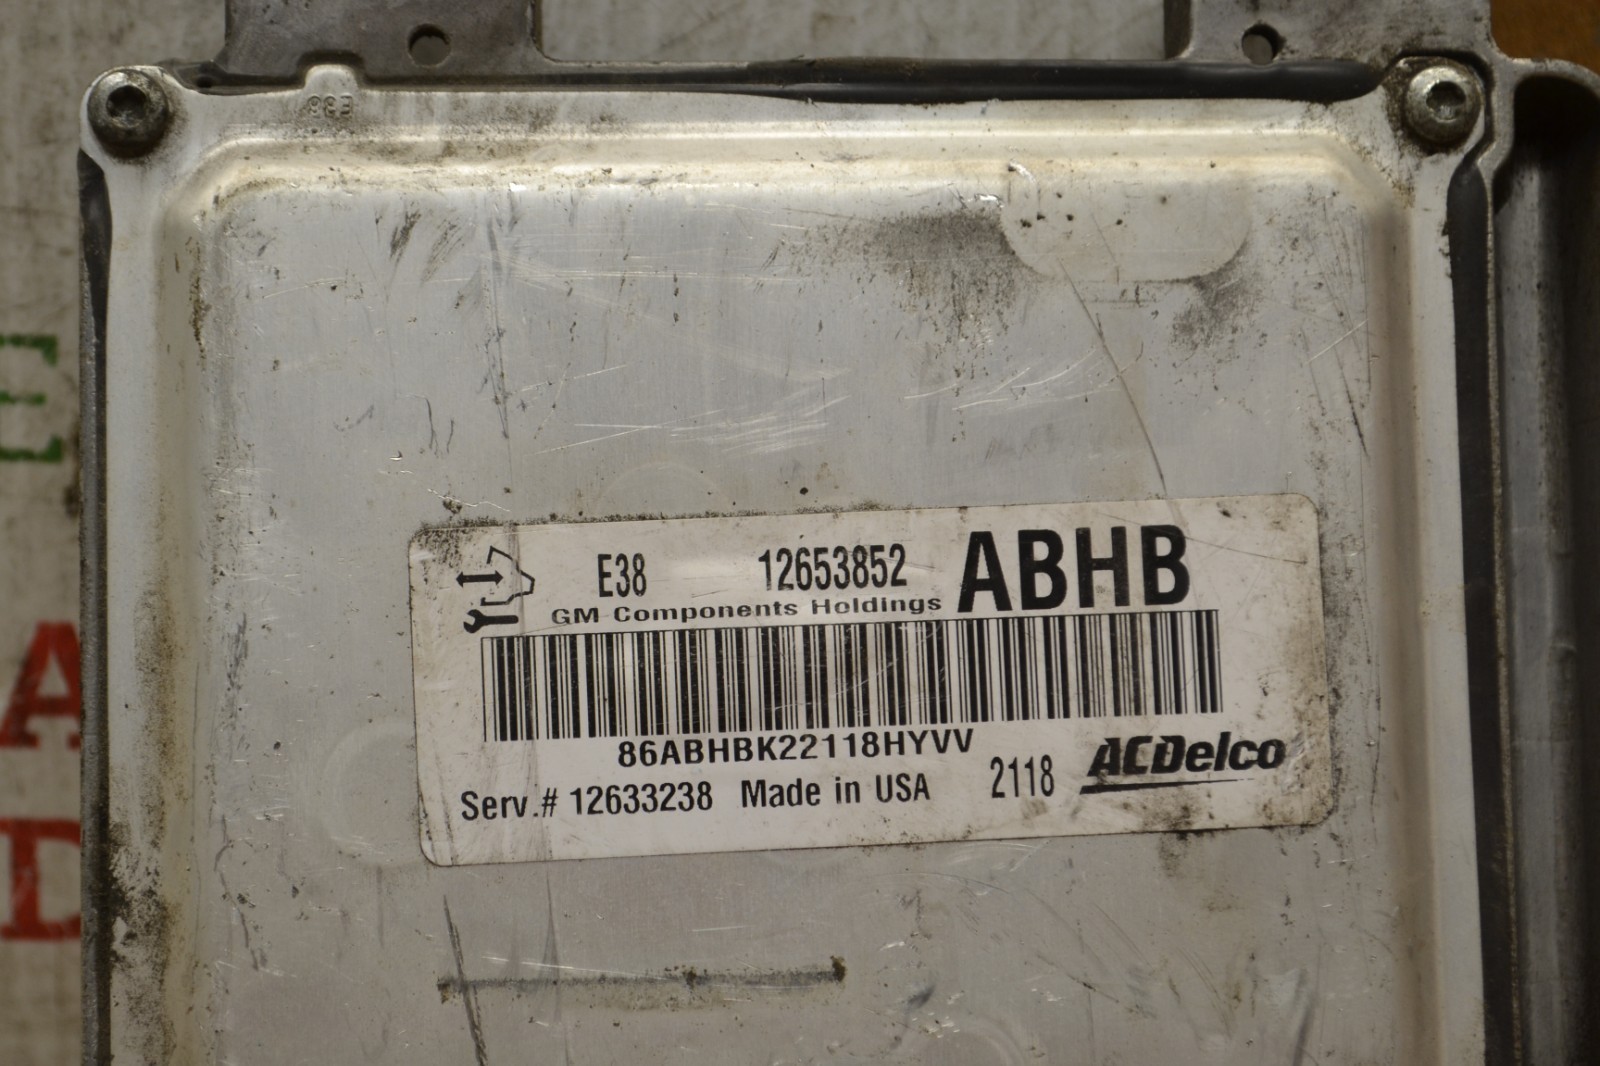 E38
E38 12653852 ABHB
GM Components Holdings
86ABHBK22118HYVV
Serv.# 12633238 Made in USA 2118 ACDelco
E
A
D